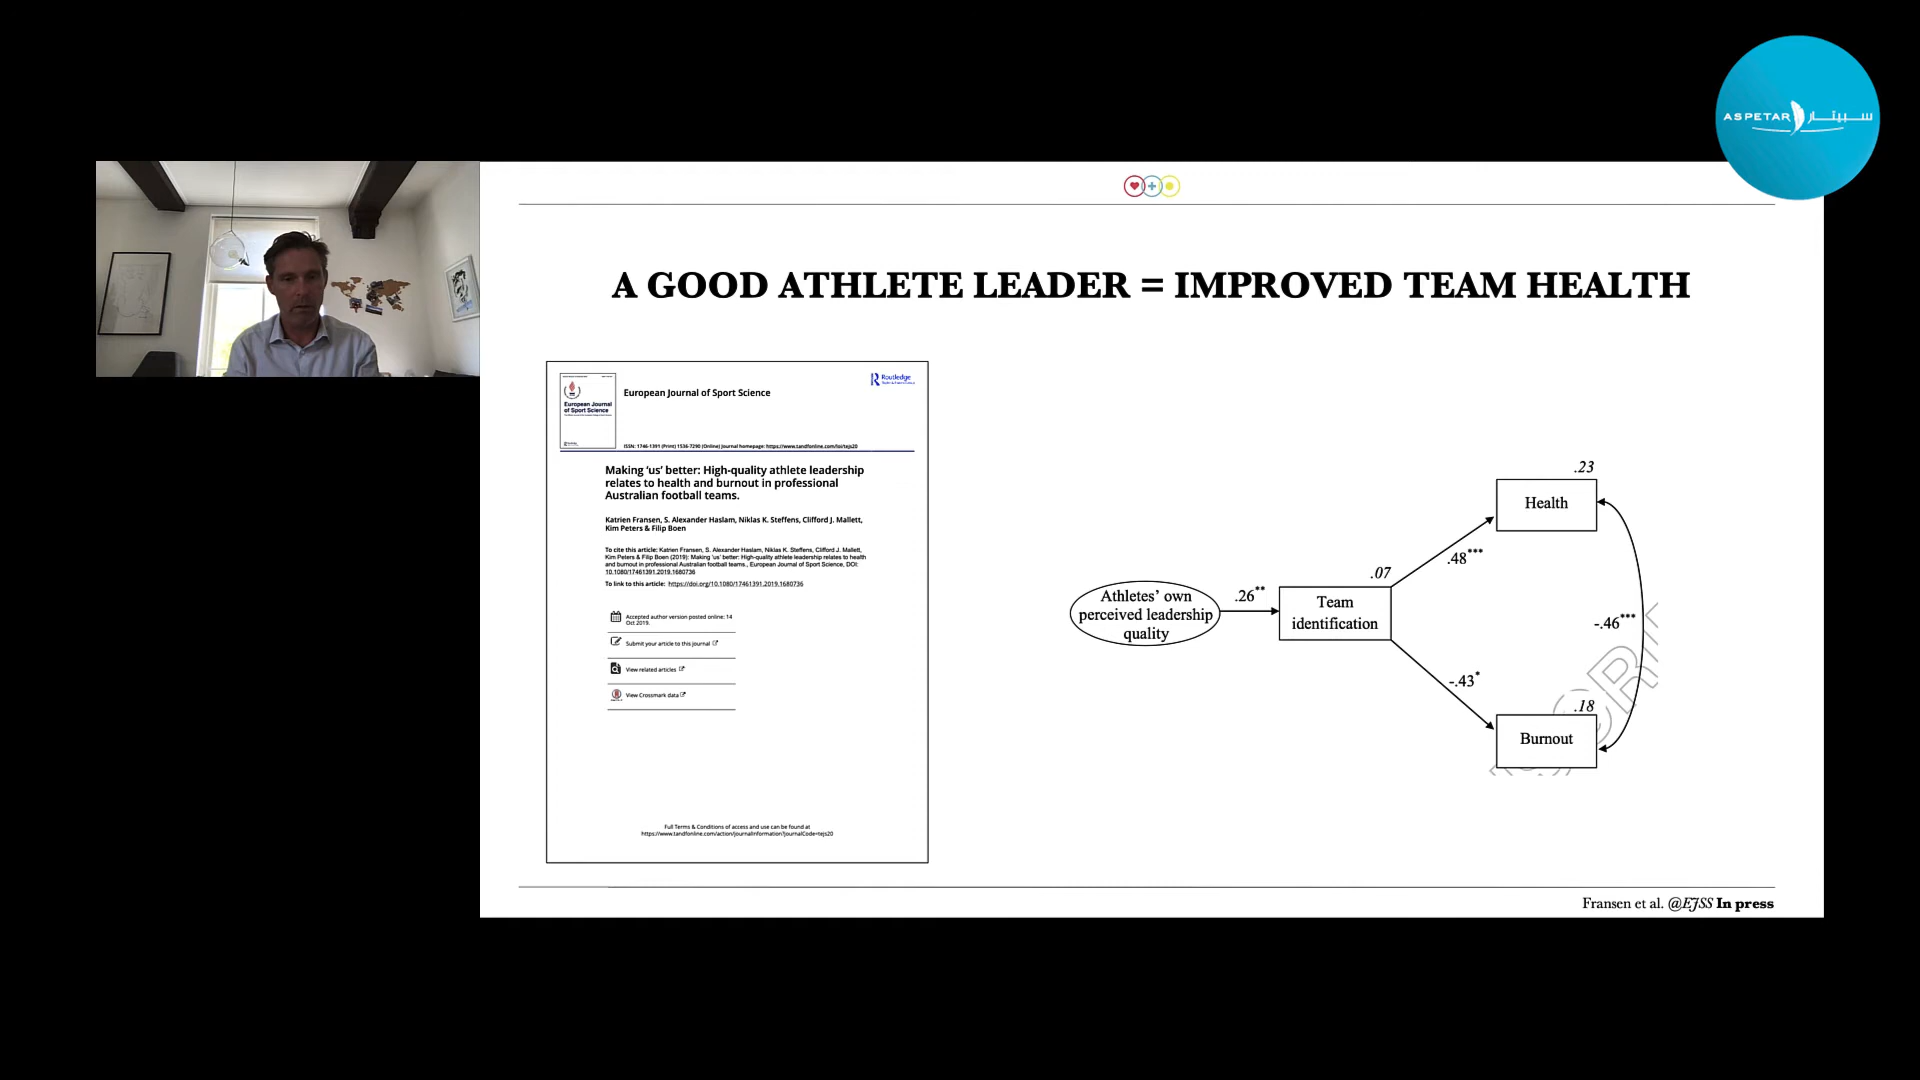 ASPETAR سبيتار
A GOOD ATHLETE LEADER = IMPROVED TEAM HEALTH
European Journal
of Sport Science
European Journal of Sport Science
Routledge
ISSN: 1746-1391 (Print) 1536-7290 (Online) Journal homepage: https://www.tandfonline.com/loi/tejs20
Making ‘us’ better: High-quality athlete leadership
relates to health and burnout in professional
Australian football teams.
Katrien Fransen, S. Alexander Haslam, Niklas K. Steffens, Clifford J. Mallett,
Kim Peters & Filip Boen
To cite this article: Katrien Fransen, S. Alexander Haslam, Niklas K. Steffens, Clifford J. Mallett,
Kim Peters & Filip Boen (2019): Making ‘us’ better: High-quality athlete leadership relates to health
and burnout in professional Australian football teams., European Journal of Sport Science, DOI:
10.1080/17461391.2019.1680736
To link to this article: https://doi.org/10.1080/17461391.2019.1680736
Accepted author version posted online: 14
Oct 2019.
Submit your article to this journal
View related articles
View Crossmark data
Full Terms & Conditions of access and use can be found at
https://www.tandfonline.com/action/journalInformation?journalCode=tejs20
Athletes’ own
perceived leadership
quality
.26**
.07
Team
identification
.48***
-.43*
.23
Health
-.46***
.18
Burnout
Fransen et al. @EJSS In press